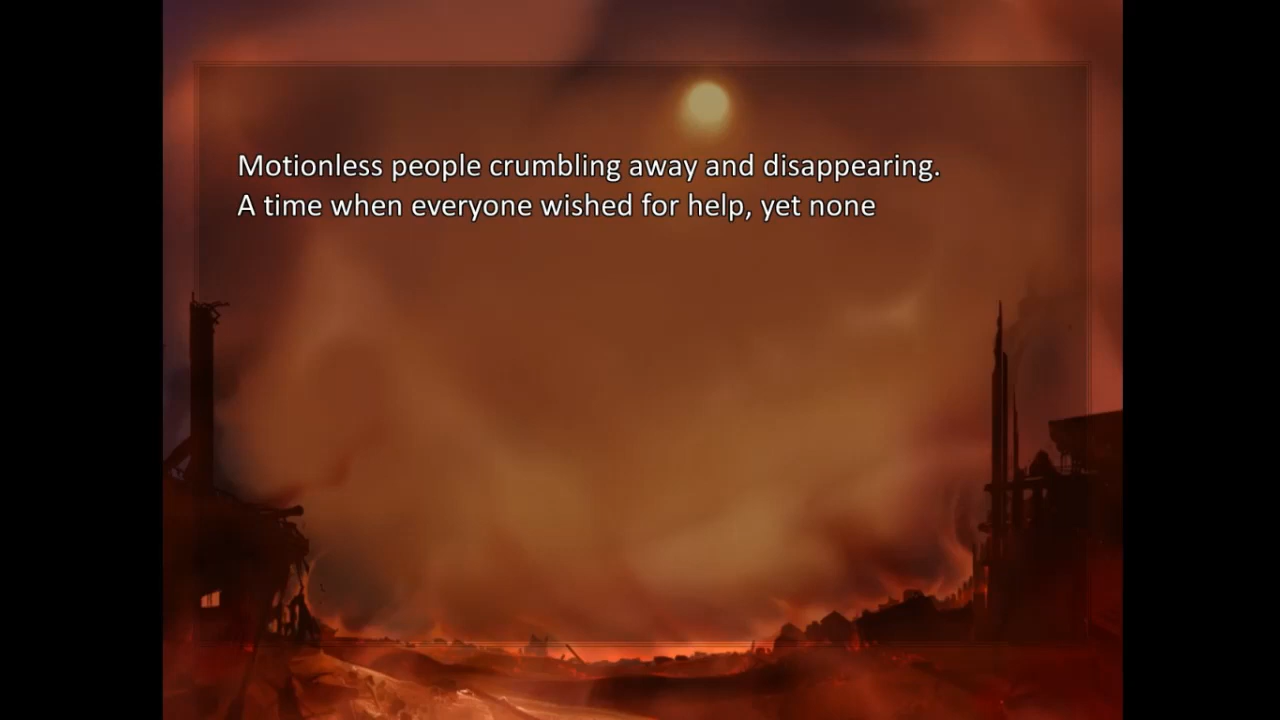 Motionless people crumbling away and disappearing.
A time when everyone wished for help, yet none